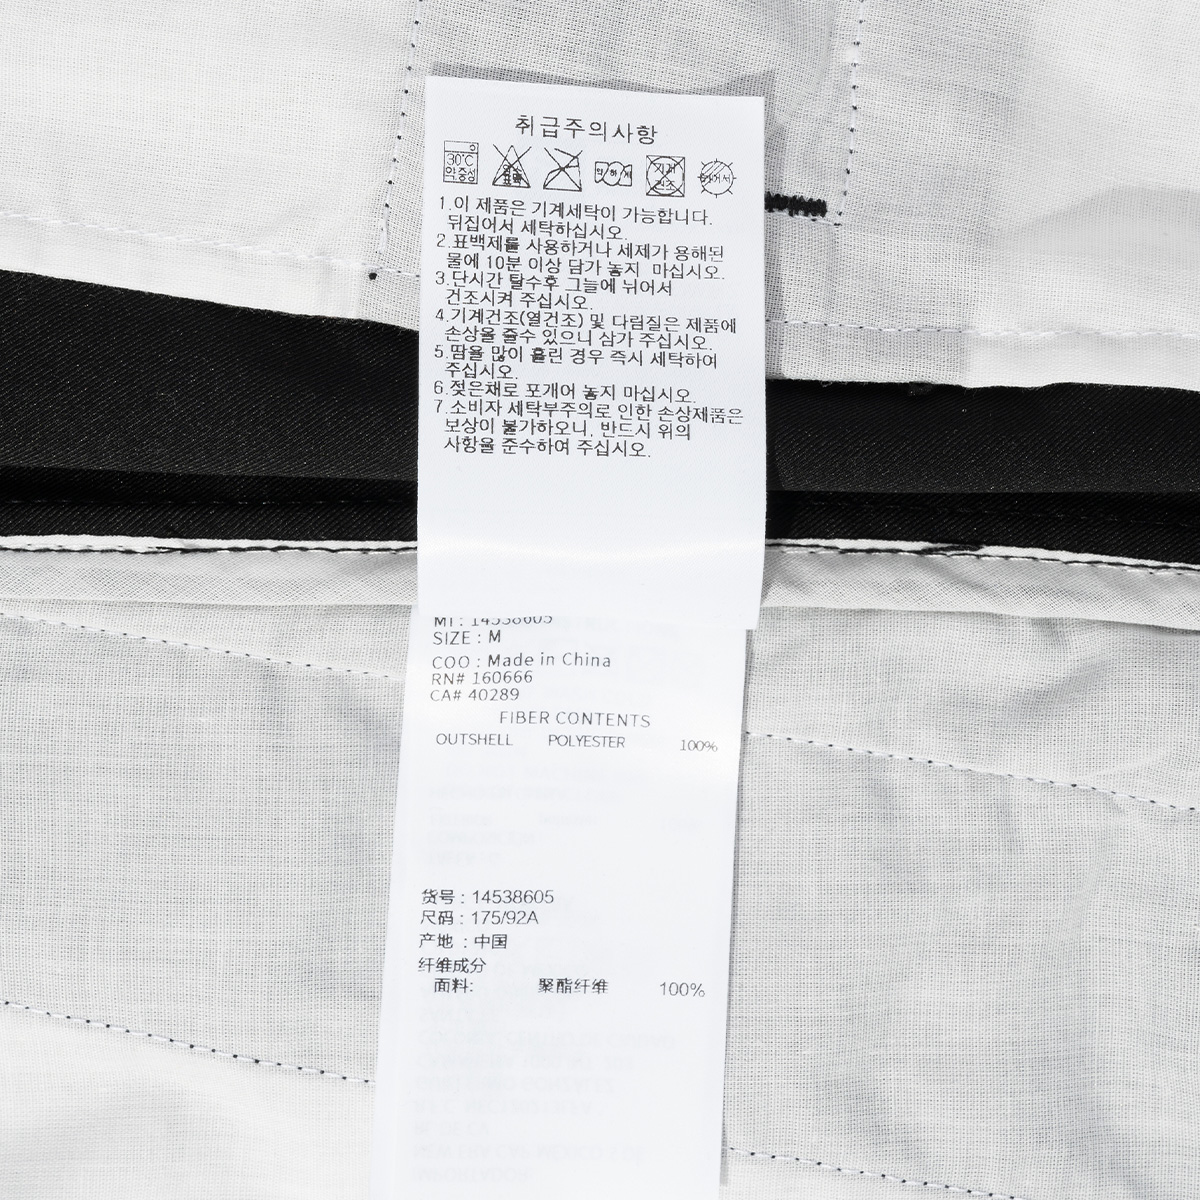 취급주의사항
30℃
약중성
약하게
기계
건조
1.이 제품은 기계세탁이 가능합니다.
뒤집어서 세탁하십시오.
2.표백제를 사용하거나 세제가 용해된
물에 10분 이상 담가 놓지 마십시오.
3.단시간 탈수후 그늘에 뉘어서
건조시켜 주십시오.
4.기계건조(열건조) 및 다림질은 제품에
손상을 줄수 있으니 삼가 주십시오.
5.땀을 많이 흘린 경우 즉시 세탁하여
주십시오.
6.젖은채로 포개어 놓지 마십시오.
7.소비자 세탁부주의로 인한 손상제품은
보상이 불가하오니, 반드시 위의
사항을 준수하여 주십시오.
MT: 14538605
SIZE : M
COO : Made in China
RN# 160666
CA# 40289
FIBER CONTENTS
OUTSHELL POLYESTER 100%
货号 : 14538605
尺码 : 175/92A
产地 : 中国
纤维成分
面料: 聚酯纤维 100%